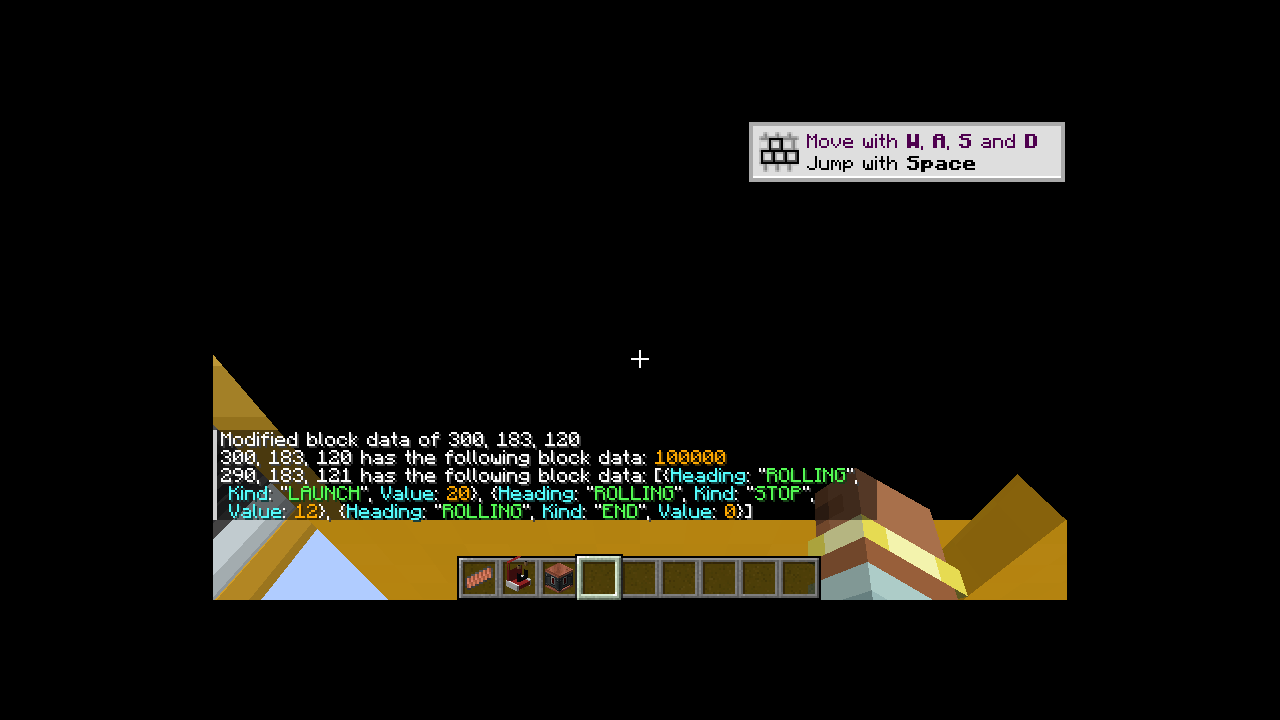 Move with W, A, S and D
Jump with Space
Modified block data of 300, 183, 120
300, 183, 120 has the following block data: 100000
290, 183, 121 has the following block data: [{Heading: "ROLLING",
Kind: "LAUNCH", Value: 20}, {Heading: "ROLLING", Kind: "STOP",
Value: 12}, {Heading: "ROLLING", Kind: "END", Value: 0}]